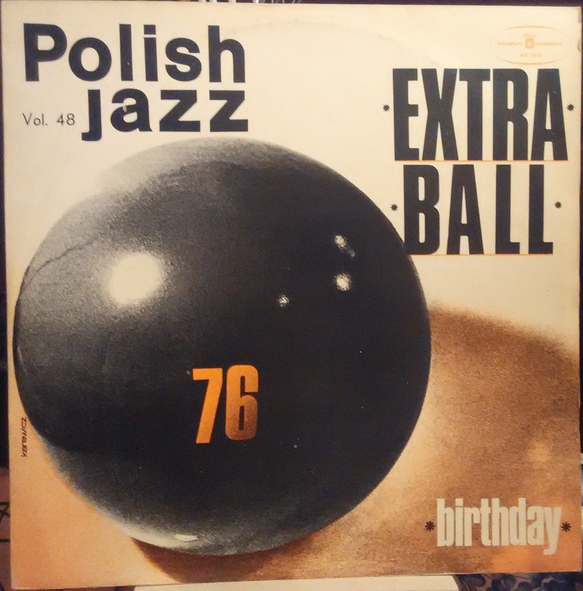 Polish
Vol. 48 jazz
*EXTRA*
*BALL*
76
*birthday*